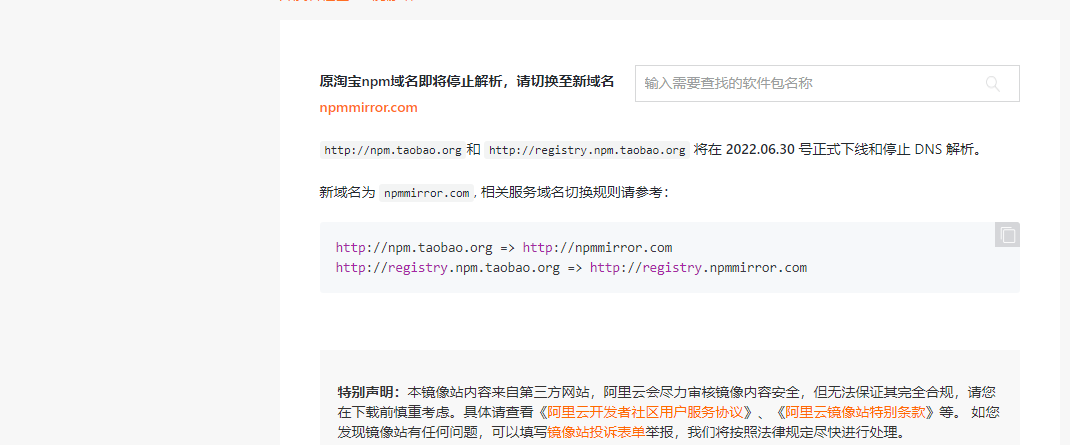 原淘宝npm域名即将停止解析，请切换至新域名
npmmirror.com
输入需要查找的软件包名称
http://npm.taobao.org 和 http://registry.npm.taobao.org 将在 2022.06.30 号正式下线和停止 DNS 解析。
新域名为 npmmirror.com , 相关服务域名切换规则请参考：
http://npm.taobao.org => http://npmmirror.com
http://registry.npm.taobao.org => http://registry.npmmirror.com
特别声明：本镜像站内容来自第三方网站，阿里云会尽力审核镜像内容安全，但无法保证其完全合规，请您
在下载前慎重考虑。具体请查看《阿里云开发者社区用户服务协议》、《阿里云镜像站特别条款》等。 如您
发现镜像站有任何问题，可以填写镜像站投诉表单举报，我们将按照法律规定尽快进行处理。